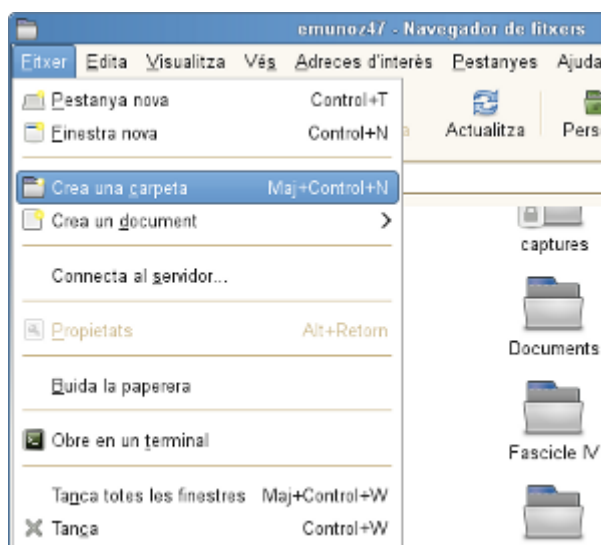 emunoz47 - Navegador de fitxers
Fitxer Edita Visualitza Vés Adreces d'interès Pestanyes Ajuda
Pestanya nova Control+T
Finestra nova Control+N
Actualitza Pers
Crea una carpeta Maj+Control+N
Crea un document
captures
Connecta al servidor...
Propietats Alt+Retorn
Documents
Buida la paperera
Obre en un terminal
Fascicle IV
Tanca totes les finestres Maj+Control+W
Tanca Control+W